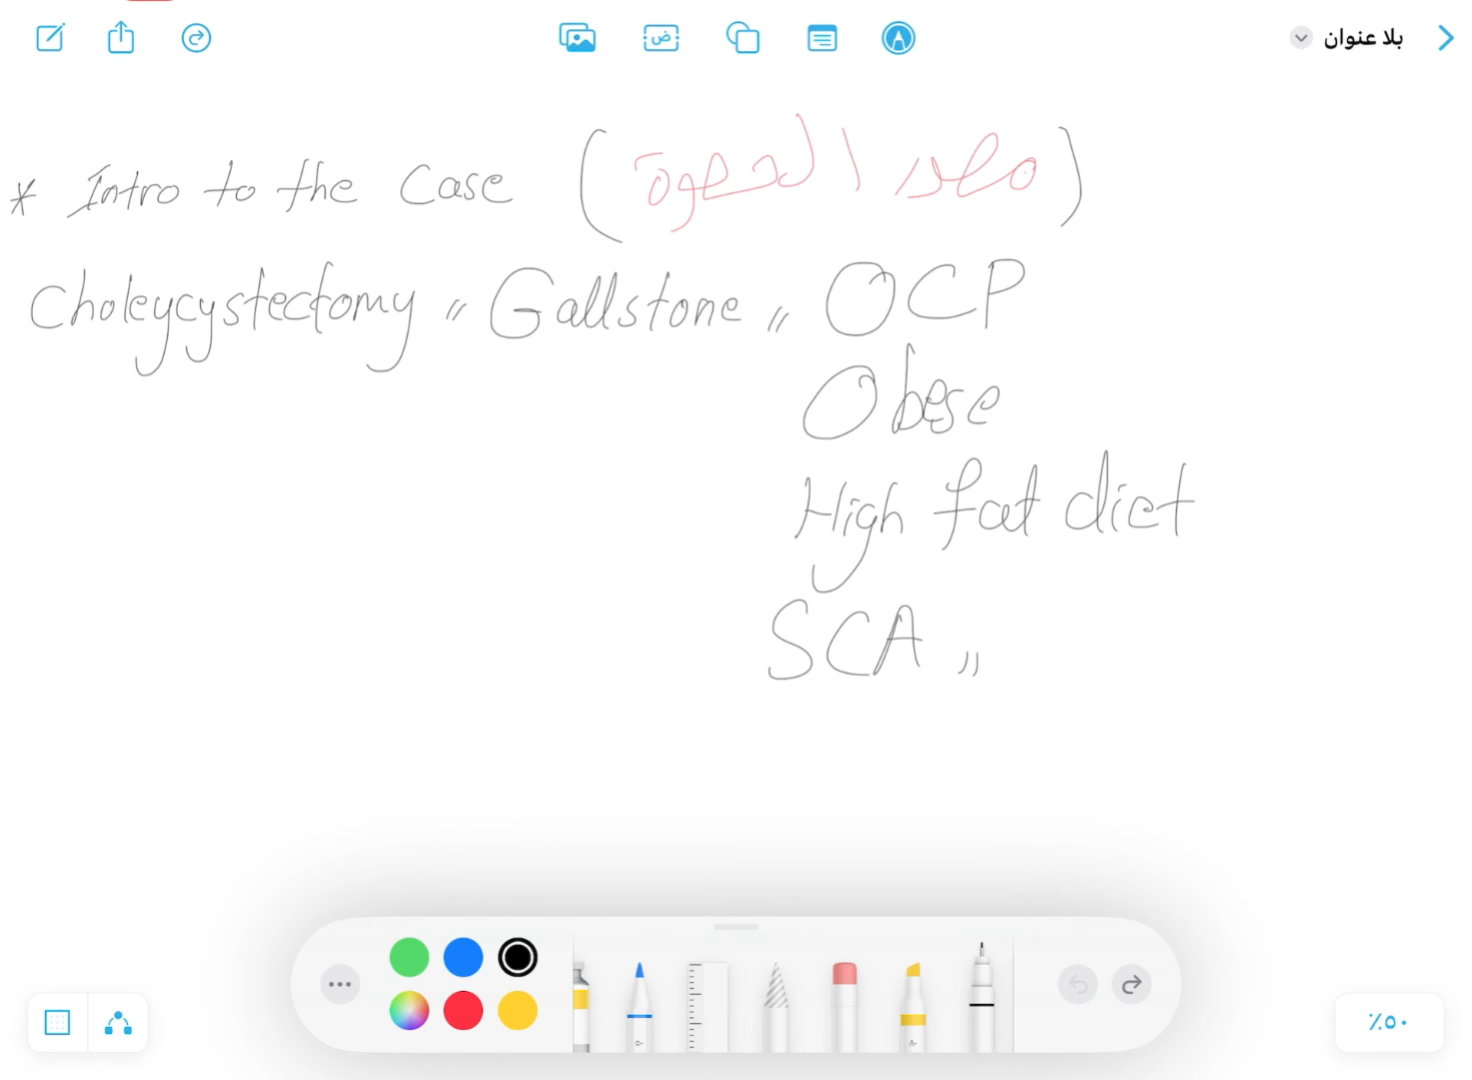 بلا عنوان
* Intro to the Case (مصدر الحصوة)
Choleycystectomy ,, Gallstone ,, OCP
Obese
High fat diet
SCA ,,
٪٥٠